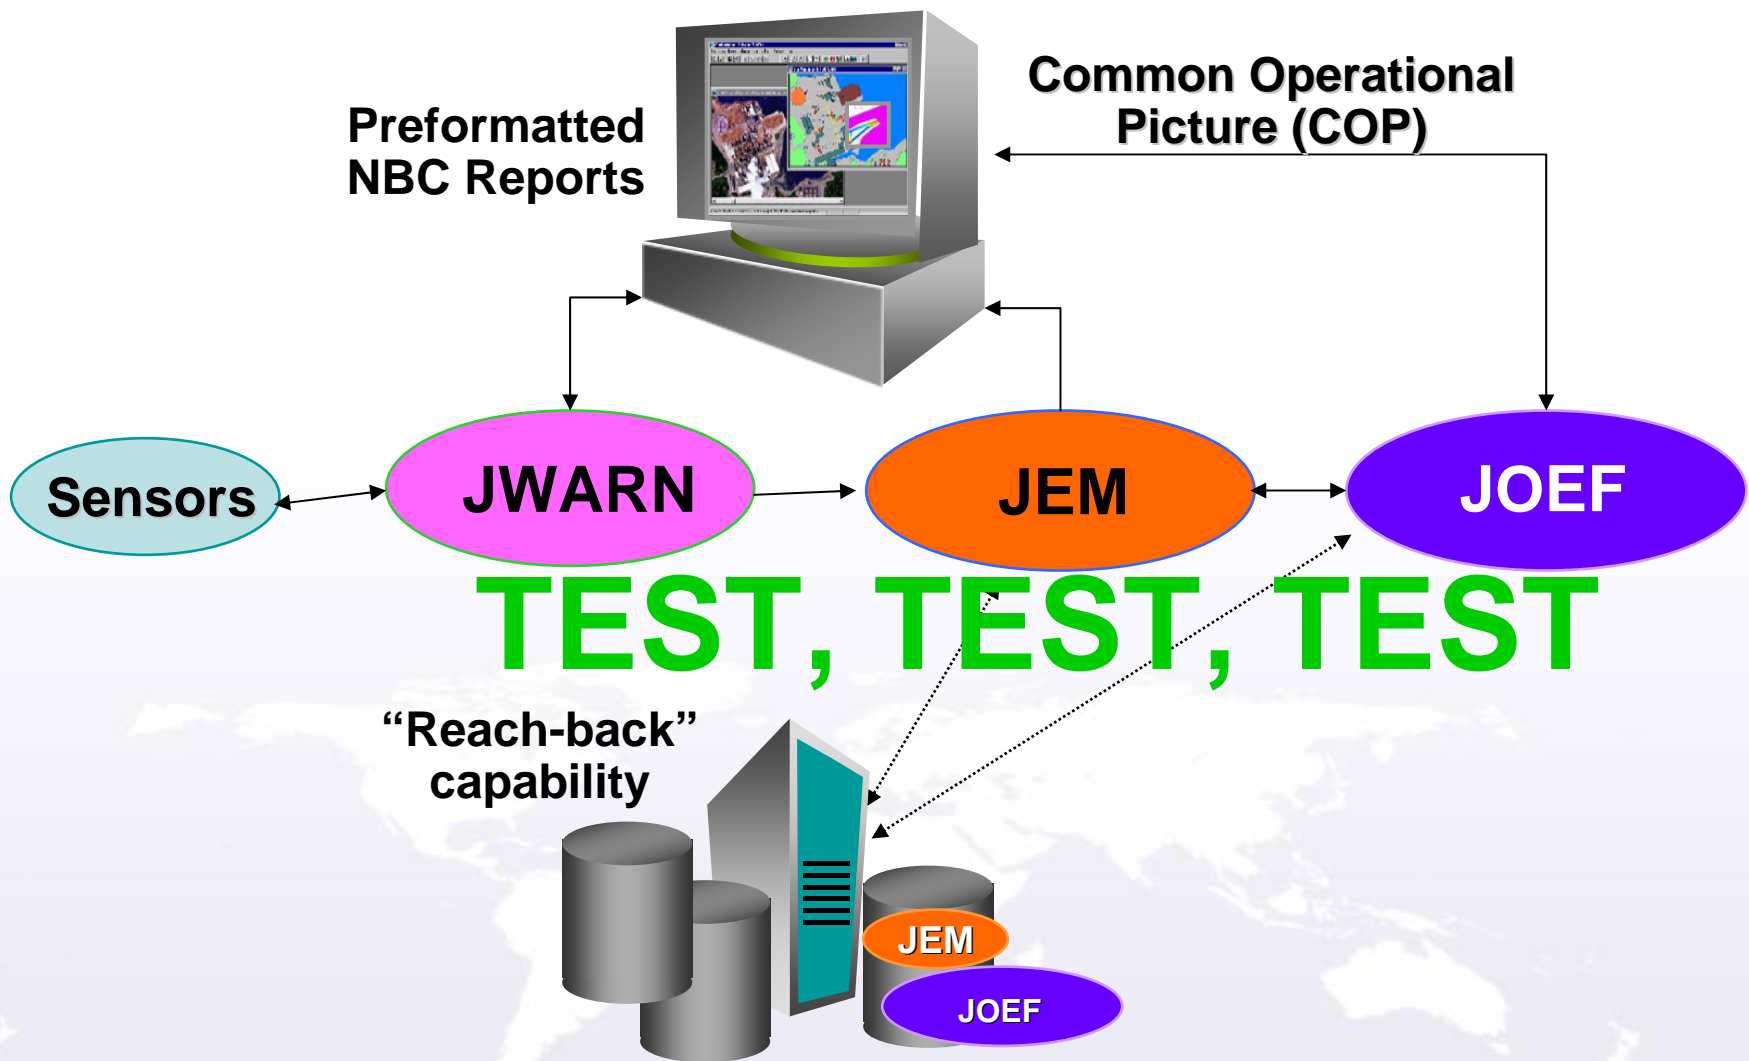 Common Operational
Picture (COP)
Preformatted
NBC Reports
Sensors
JWARN
JEM
JOEF
TEST, TEST, TEST
“Reach-back”
capability
JEM
JOEF